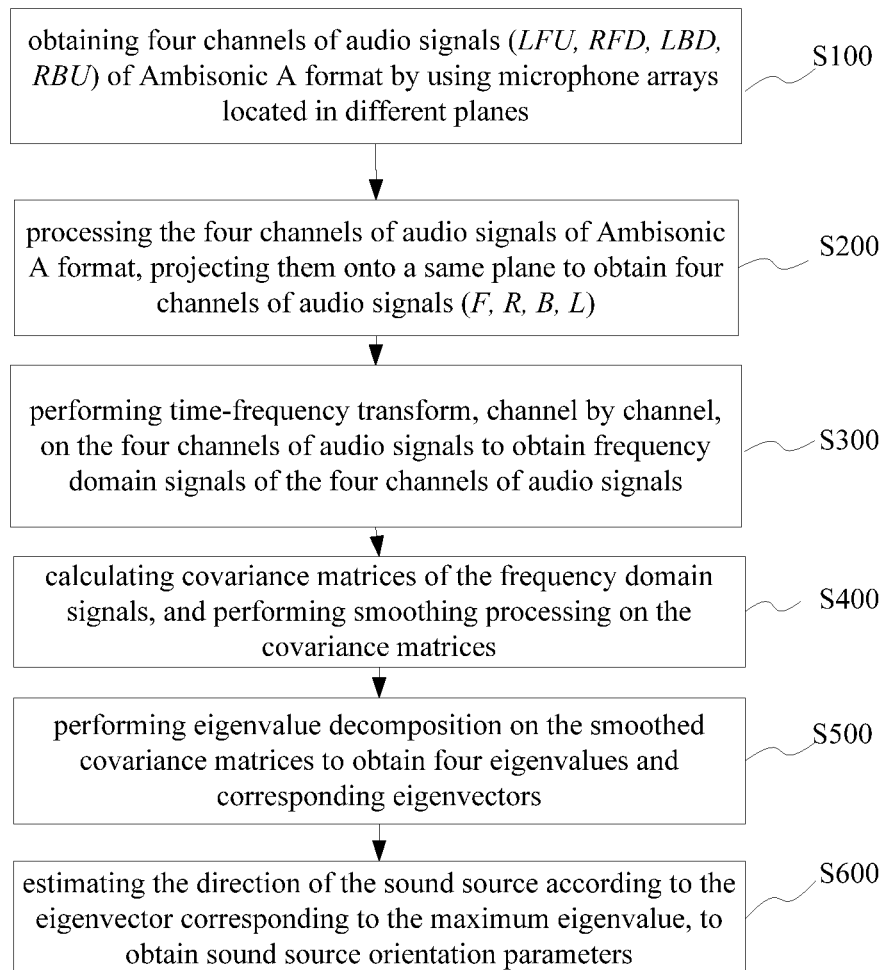 obtaining four channels of audio signals (LFU, RFD, LBD,
RBU) of Ambisonic A format by using microphone arrays
located in different planes
S100
processing the four channels of audio signals of Ambisonic
A format, projecting them onto a same plane to obtain four
channels of audio signals (F, R, B, L)
S200
performing time-frequency transform, channel by channel,
on the four channels of audio signals to obtain frequency
domain signals of the four channels of audio signals
S300
calculating covariance matrices of the frequency domain
signals, and performing smoothing processing on the
covariance matrices
S400
performing eigenvalue decomposition on the smoothed
covariance matrices to obtain four eigenvalues and
corresponding eigenvectors
S500
estimating the direction of the sound source according to the
eigenvector corresponding to the maximum eigenvalue, to
obtain sound source orientation parameters
S600